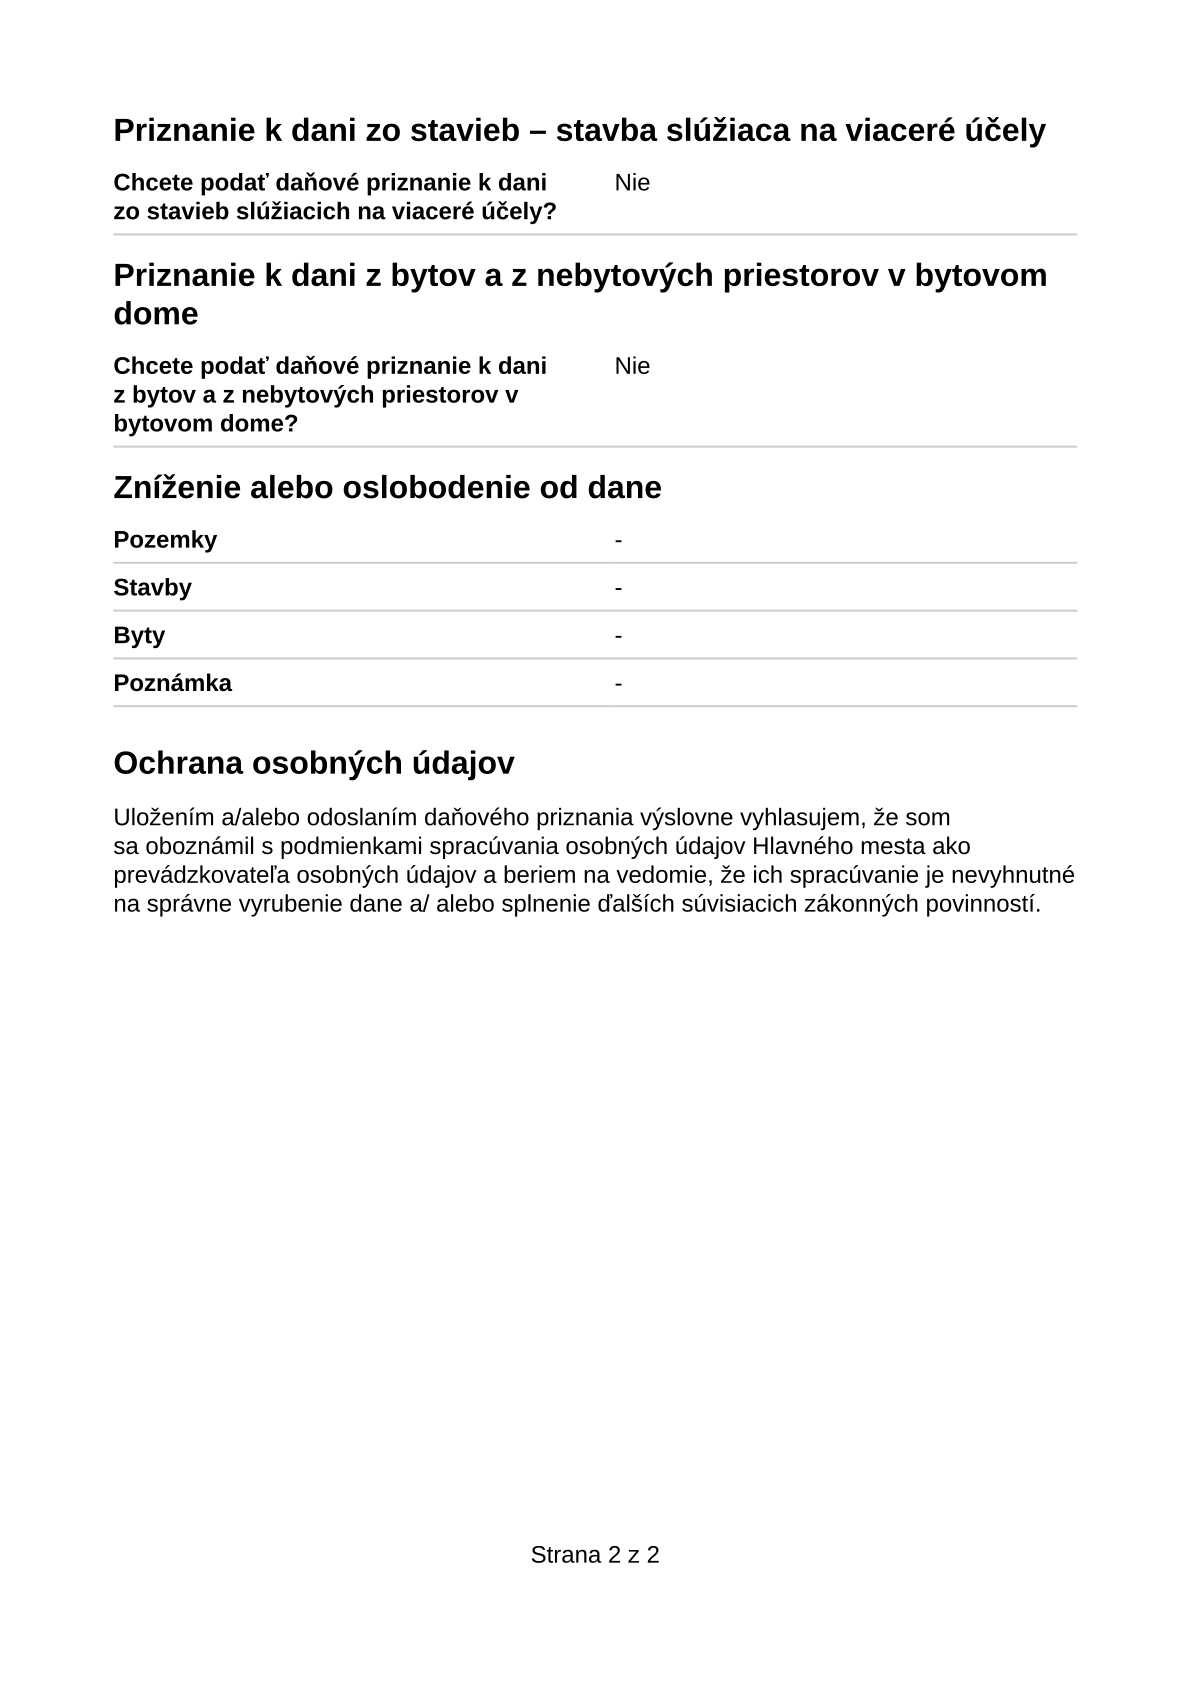 Priznanie k dani zo stavieb – stavba slúžiaca na viaceré účely
Chcete podať daňové priznanie k dani Nie
zo stavieb slúžiacich na viaceré účely?
Priznanie k dani z bytov a z nebytových priestorov v bytovom
dome
Chcete podať daňové priznanie k dani Nie
z bytov a z nebytových priestorov v
bytovom dome?
Zníženie alebo oslobodenie od dane
Pozemky -
Stavby -
Byty -
Poznámka -
Ochrana osobných údajov
Uložením a/alebo odoslaním daňového priznania výslovne vyhlasujem, že som
sa oboznámil s podmienkami spracúvania osobných údajov Hlavného mesta ako
prevádzkovateľa osobných údajov a beriem na vedomie, že ich spracúvanie je nevyhnutné
na správne vyrubenie dane a/ alebo splnenie ďalších súvisiacich zákonných povinností.
Strana 2 z 2